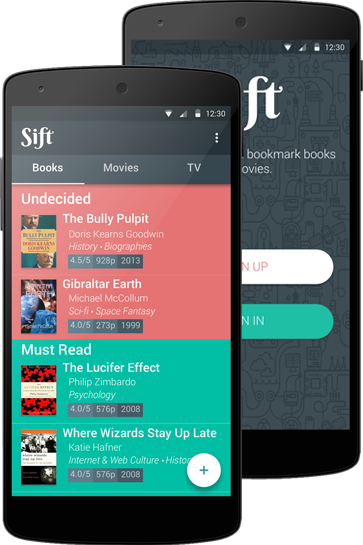 12:30
Sift
Books Movies TV
Undecided
The Bully Pulpit
Doris Kearns Goodwin
History • Biographies
4.5/5 928p 2013
Gibraltar Earth
Michael McCollum
Sci-fi • Space Fantasy
4.0/5 273p 1999
Must Read
The Lucifer Effect
Philip Zimbardo
Psychology
4.0/5 576p 2008
Where Wizards Stay Up Late
Katie Hafner
Internet & Web Culture • Histor
4.0/5 576p 2008
+
12:30
ft
bookmark books
ovies.
N UP
N IN